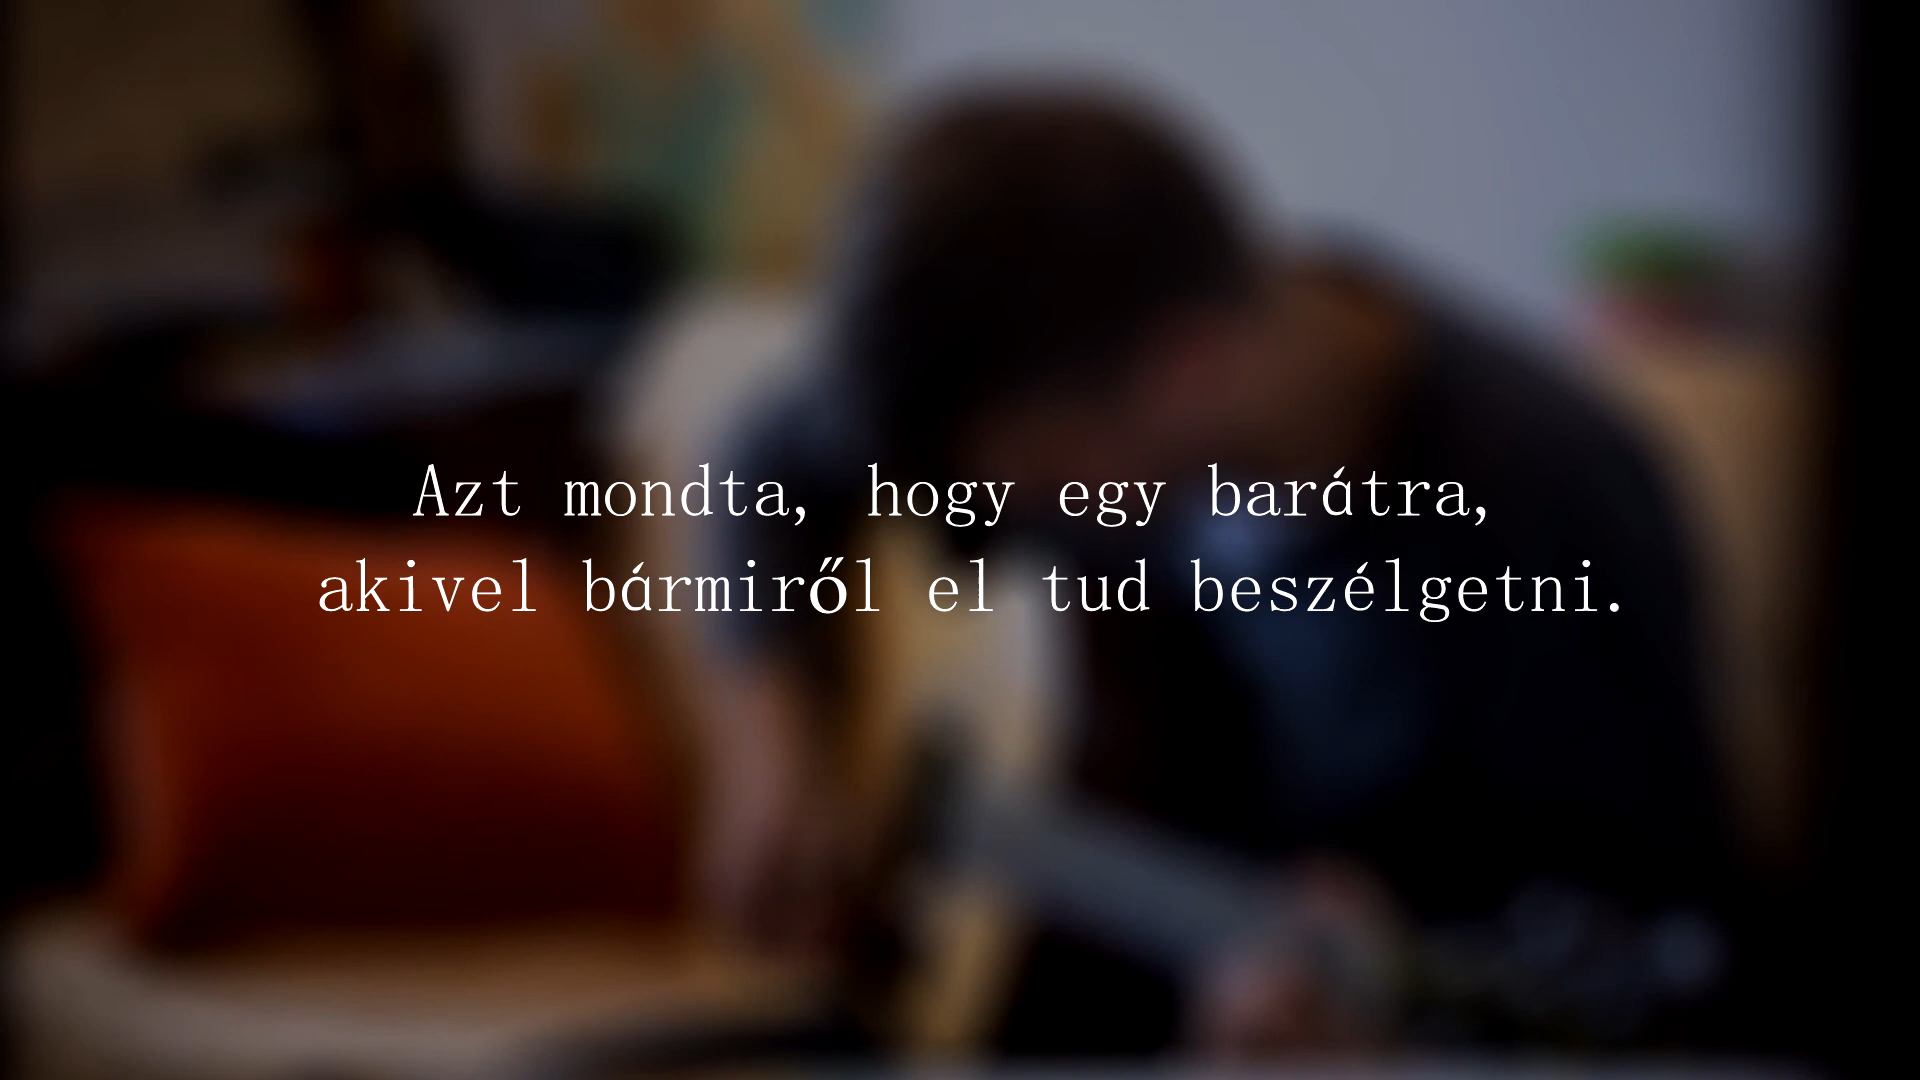 Azt mondta, hogy egy barátra,
akivel bármiről el tud beszélgetni.